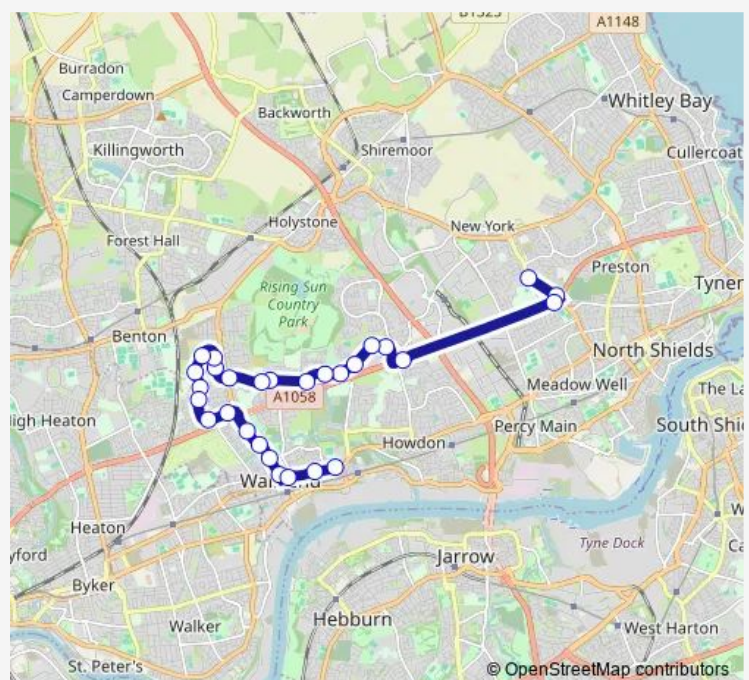 A1148
Burradon
Camperdown
Whitley Bay
Backworth
Killingworth
Shiremoor
Cullercoat
Holystone
New York
Forest Hall
Preston
Rising Sun
Country
Park
Tyner
Benton
North Shields
A1058
Meadow Well
The La
igh Heaton
Percy Main
South Shie
Howdon
Heaton
Tyne Dock
yford
Jarrow
Byker
Hebburn
Walker
West Harton
St. Peter's
© OpenStreetMap contributors